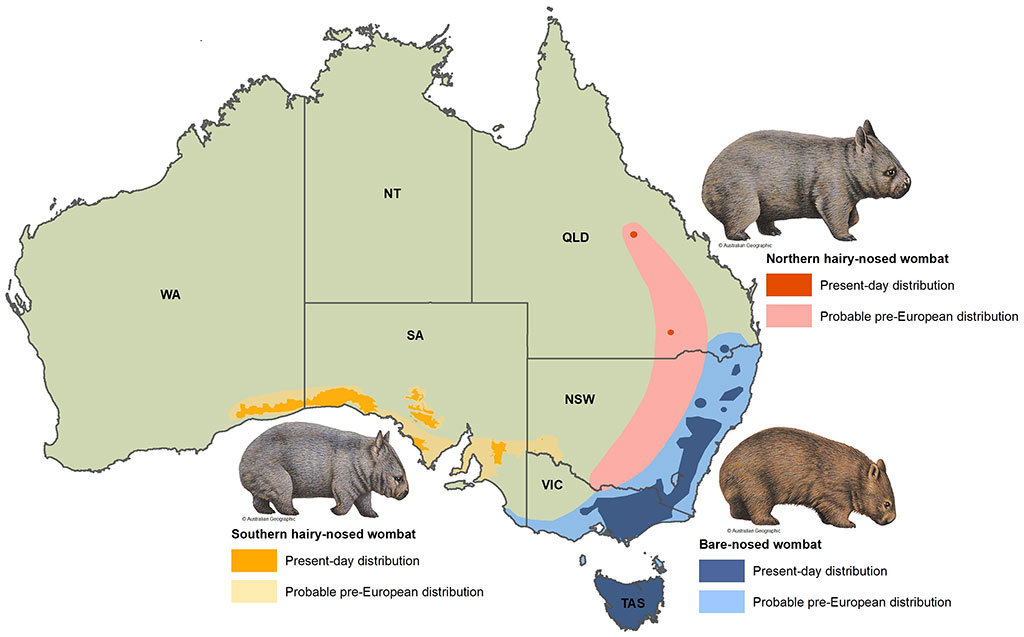 NT
QLD
WA
SA
NSW
VIC
TAS
© Australian Geographic
Northern hairy-nosed wombat
Present-day distribution
Probable pre-European distribution
© Australian Geographic
Southern hairy-nosed wombat
Present-day distribution
Probable pre-European distribution
© Australian Geographic
Bare-nosed wombat
Present-day distribution
Probable pre-European distribution